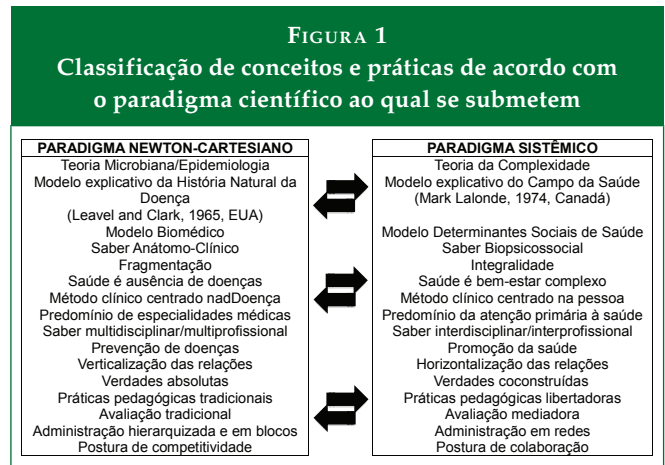 FIGURA 1
Classificação de conceitos e práticas de acordo com
o paradigma científico ao qual se submetem
PARADIGMA NEWTON-CARTESIANO
Teoria Microbiana/Epidemiologia
Modelo explicativo da História Natural da
Doença
(Leavel and Clark, 1965, EUA)
Modelo Biomédico
Saber Anátomo-Clínico
Fragmentação
Saúde é ausência de doenças
Método clínico centrado nadDoença
Predomínio de especialidades médicas
Saber multidisciplinar/multiprofissional
Prevenção de doenças
Verticalização das relações
Verdades absolutas
Práticas pedagógicas tradicionais
Avaliação tradicional
Administração hierarquizada e em blocos
Postura de competitividade
PARADIGMA SISTÊMICO
Teoria da Complexidade
Modelo explicativo do Campo da Saúde
(Mark Lalonde, 1974, Canadá)
Modelo Determinantes Sociais de Saúde
Saber Biopsicossocial
Integralidade
Saúde é bem-estar complexo
Método clínico centrado na pessoa
Predomínio da atenção primária à saúde
Saber interdisciplinar/interprofissional
Promoção da saúde
Horizontalização das relações
Verdades coconstruídas
Práticas pedagógicas libertadoras
Avaliação mediadora
Administração em redes
Postura de colaboração